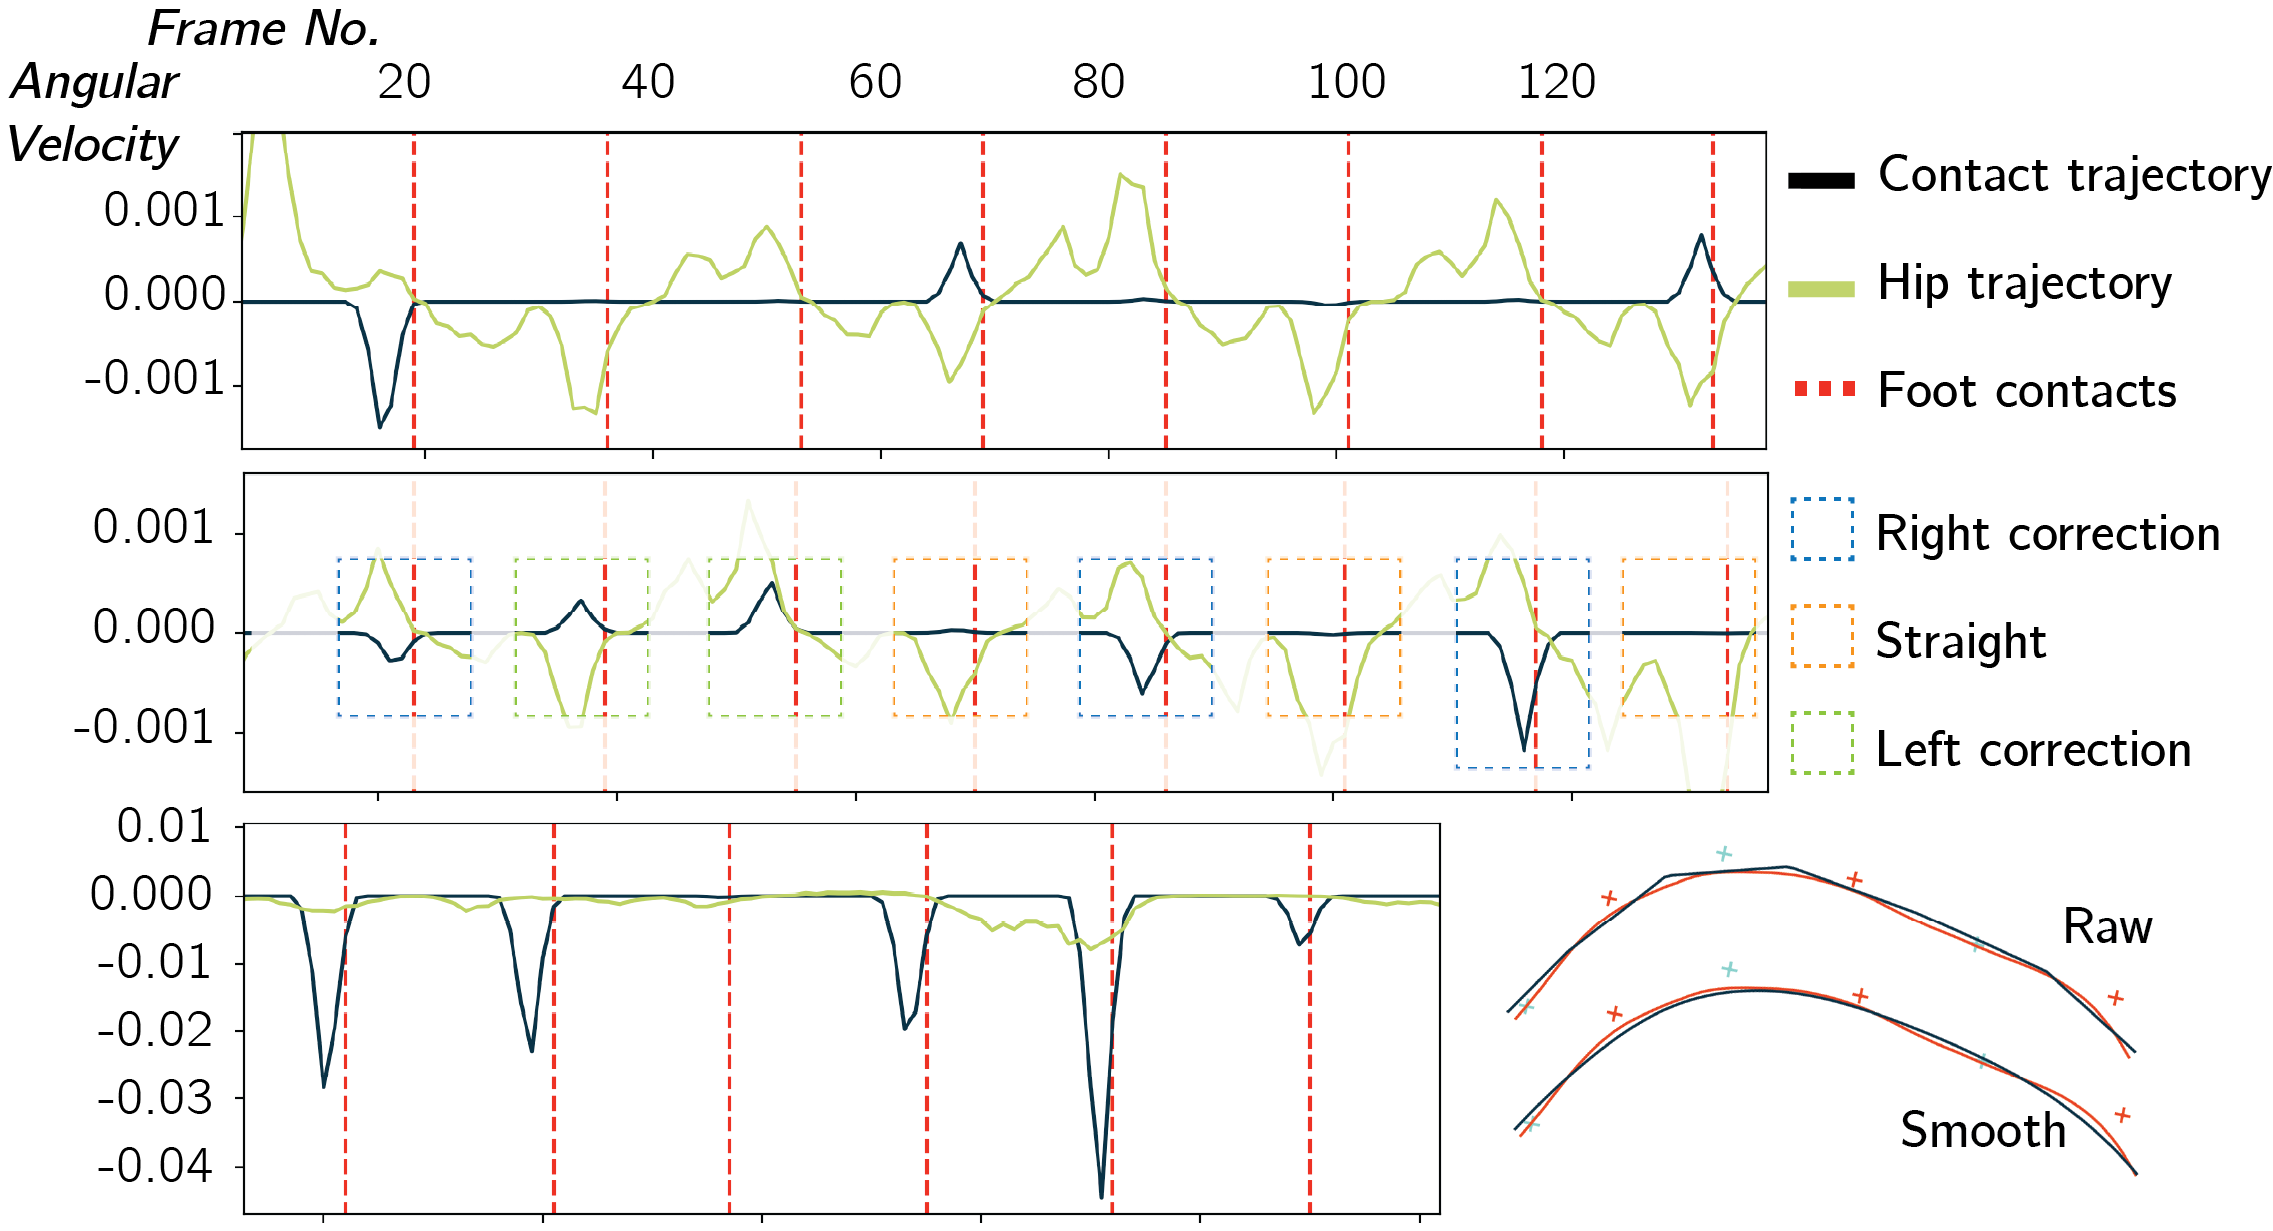 Frame No.
Angular
Velocity
20 40 60 80 100 120
0.001
0.000
-0.001
Contact trajectory
Hip trajectory
Foot contacts
0.001
0.000
-0.001
Right correction
Straight
Left correction
0.01
0.000
-0.01
-0.02
-0.03
-0.04
Raw
Smooth